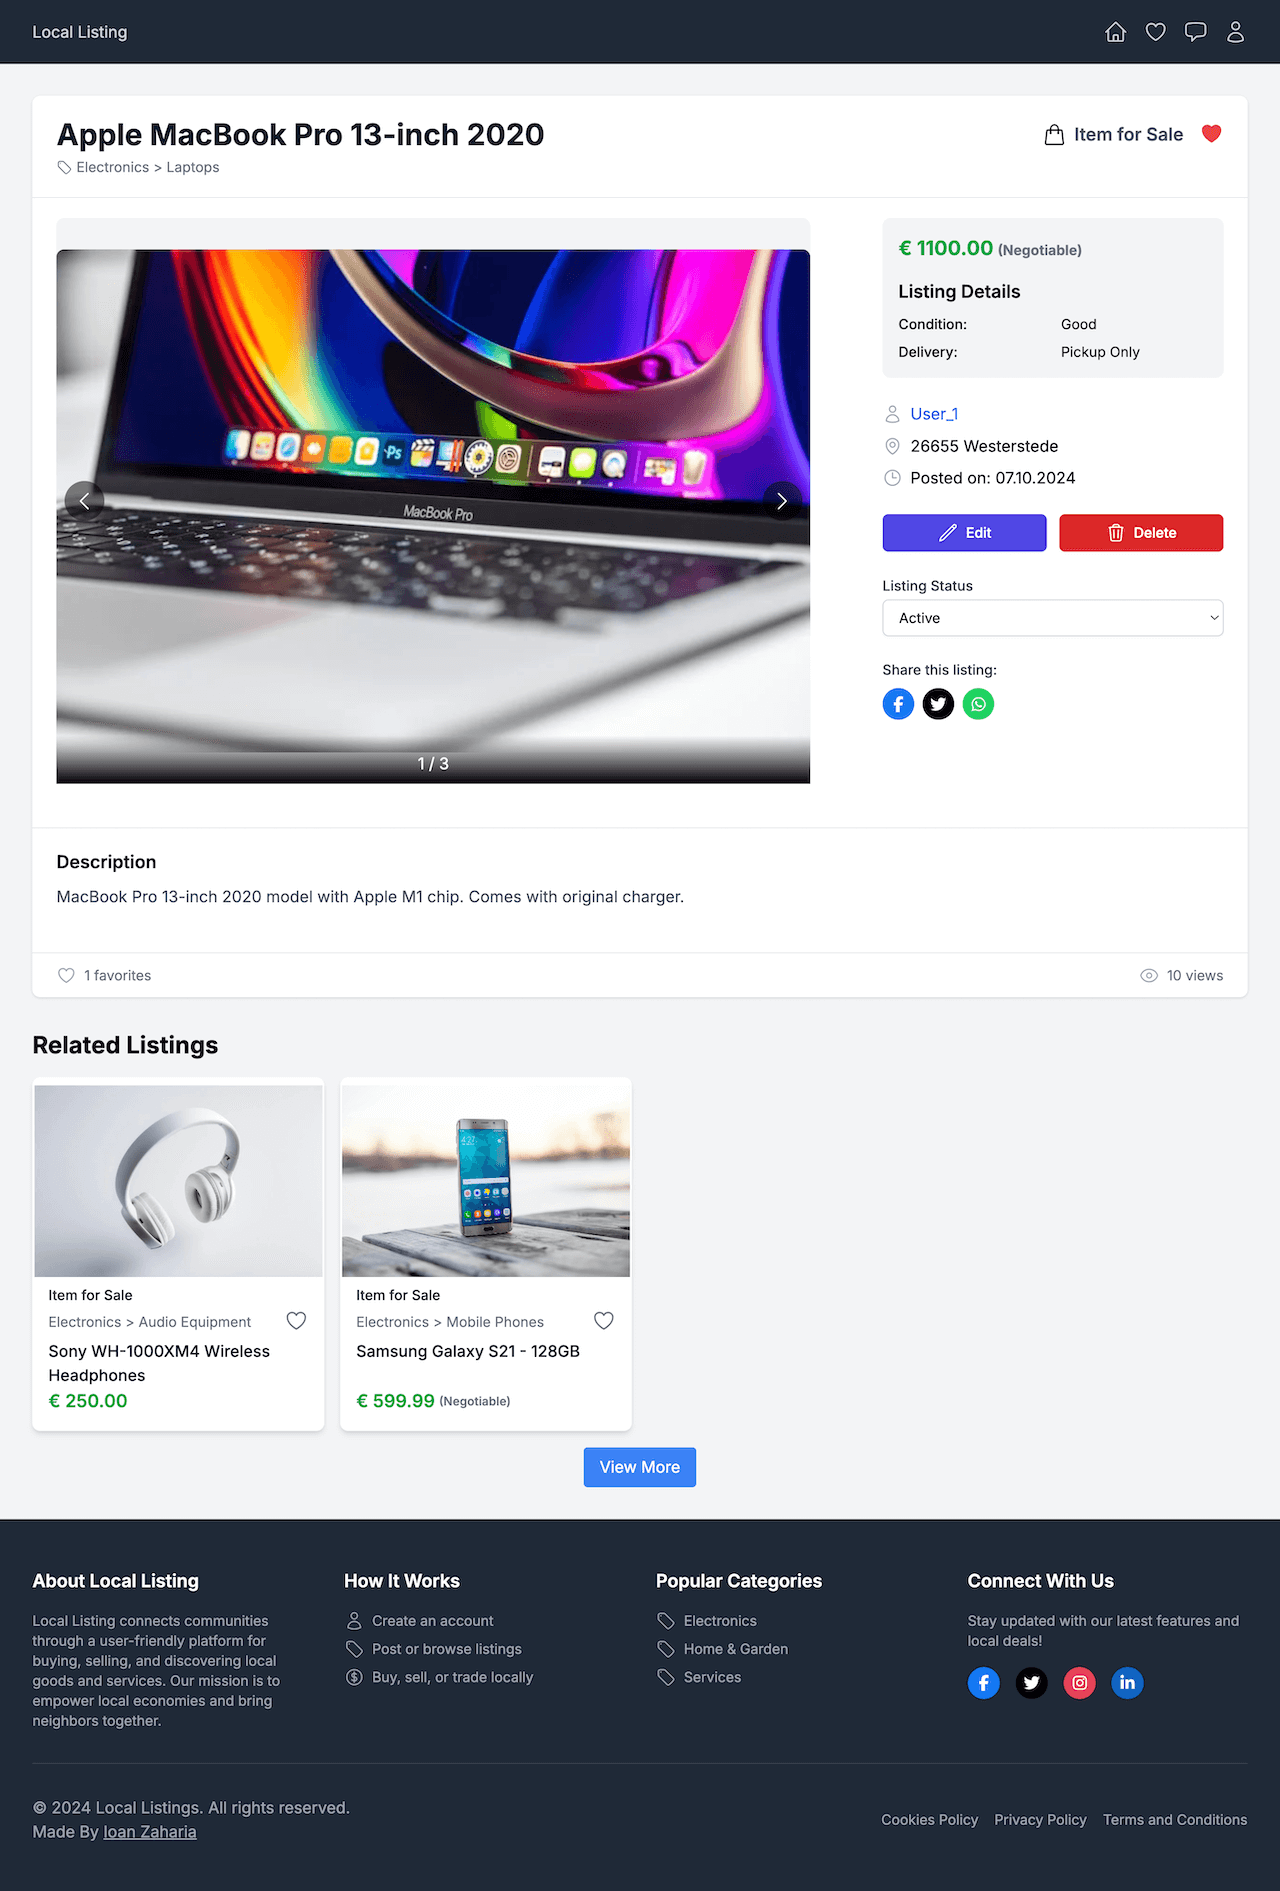 Local Listing
Apple MacBook Pro 13-inch 2020
Item for Sale
Electronics > Laptops
Ps
MacBook Pro
1 / 3
€ 1100.00 (Negotiable)
Listing Details
Condition: Good
Delivery: Pickup Only
User_1
26655 Westerstede
Posted on: 07.10.2024
Edit
Delete
Listing Status
Active
Share this listing:
Description
MacBook Pro 13-inch 2020 model with Apple M1 chip. Comes with original charger.
1 favorites
10 views
Related Listings
4:27
Item for Sale
Electronics > Audio Equipment
Sony WH-1000XM4 Wireless
Headphones
€ 250.00
Item for Sale
Electronics > Mobile Phones
Samsung Galaxy S21 - 128GB
€ 599.99 (Negotiable)
View More
About Local Listing
Local Listing connects communities
through a user-friendly platform for
buying, selling, and discovering local
goods and services. Our mission is to
empower local economies and bring
neighbors together.
How It Works
Create an account
Post or browse listings
Buy, sell, or trade locally
Popular Categories
Electronics
Home & Garden
Services
Connect With Us
Stay updated with our latest features and
local deals!
© 2024 Local Listings. All rights reserved.
Made By Ioan Zaharia
Cookies Policy
Privacy Policy
Terms and Conditions